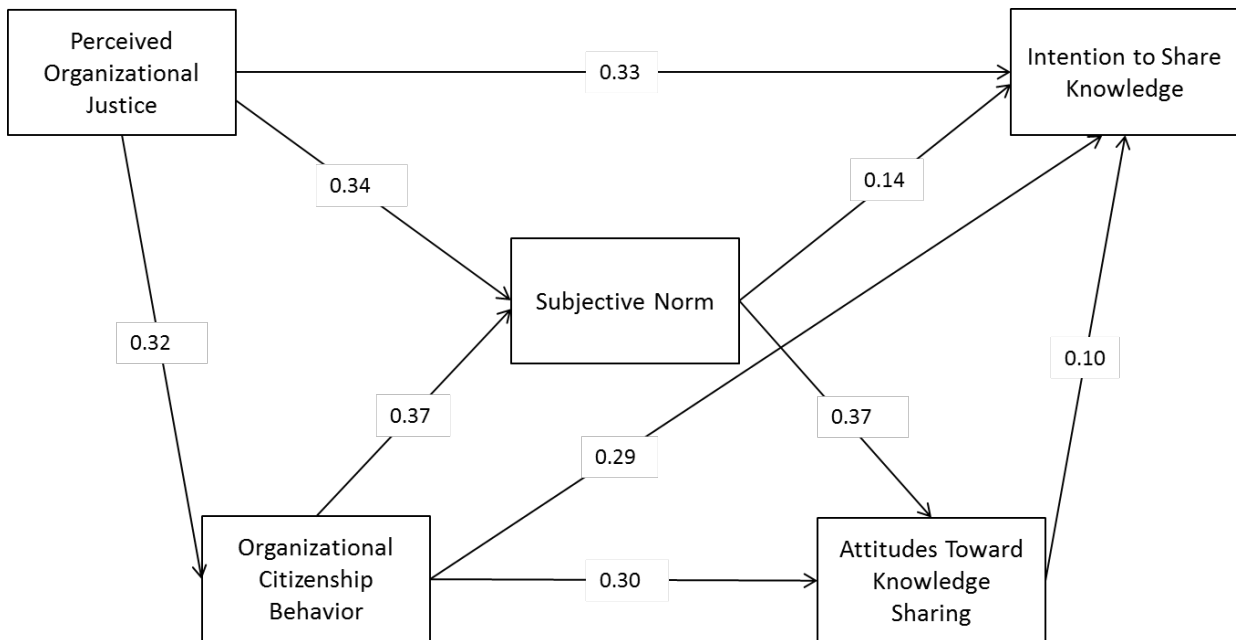 Perceived
Organizational
Justice
0.33
Intention to Share
Knowledge
0.34
0.14
Subjective Norm
0.32
0.10
0.37
0.37
0.29
Organizational
Citizenship
Behavior
0.30
Attitudes Toward
Knowledge
Sharing